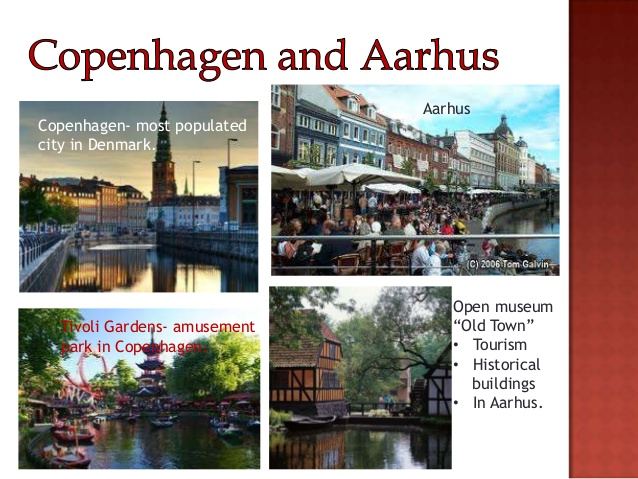 Copenhagen and Aarhus
Copenhagen- most populated
city in Denmark.
Aarhus
(C) 2006 Tom Galvin
Tivoli Gardens- amusement
park in Copenhagen.
Open museum
“Old Town”
• Tourism
• Historical
buildings
• In Aarhus.